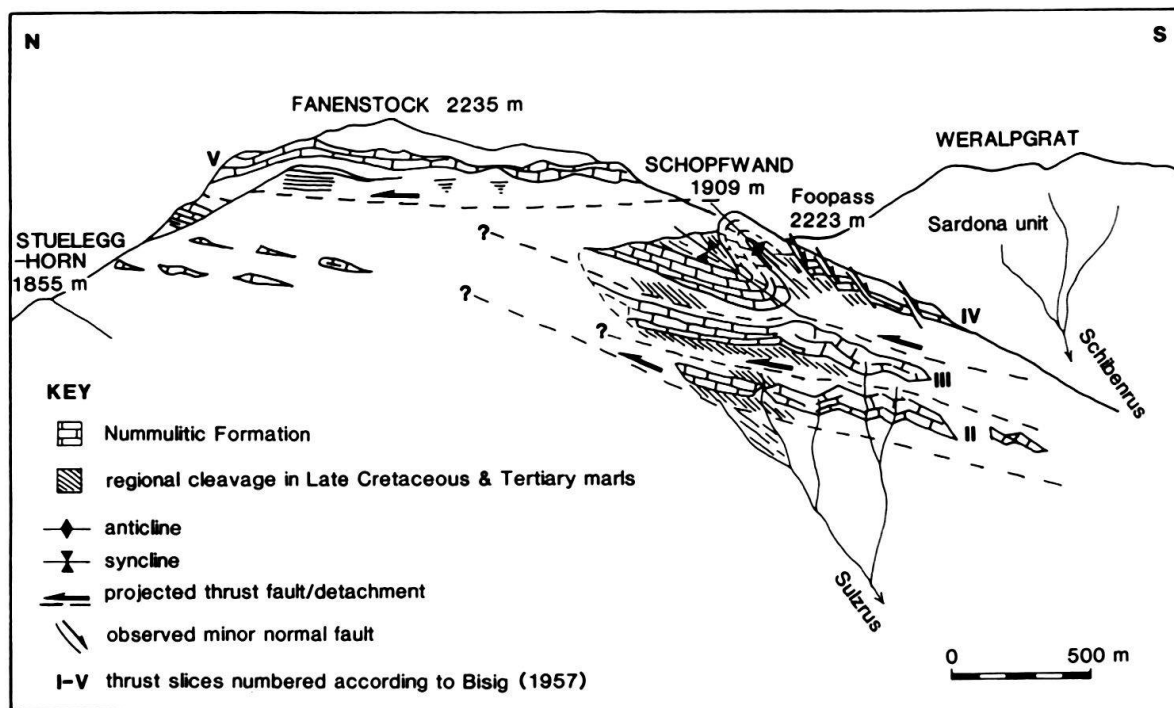 N
S
FANENSTOCK 2235 m
WERALPGRAT
V
SCHOPFWAND
1909 m
Foopass
2223 m
Sardona unit
STUELEGG
-HORN
1855 m
?
?
?
IV
III
II
Schibenrus
Sulzrus
KEY
Nummulitic Formation
regional cleavage in Late Cretaceous & Tertiary marls
anticline
syncline
projected thrust fault/detachment
observed minor normal fault
I-V thrust slices numbered according to Bisig (1957)
0 500 m